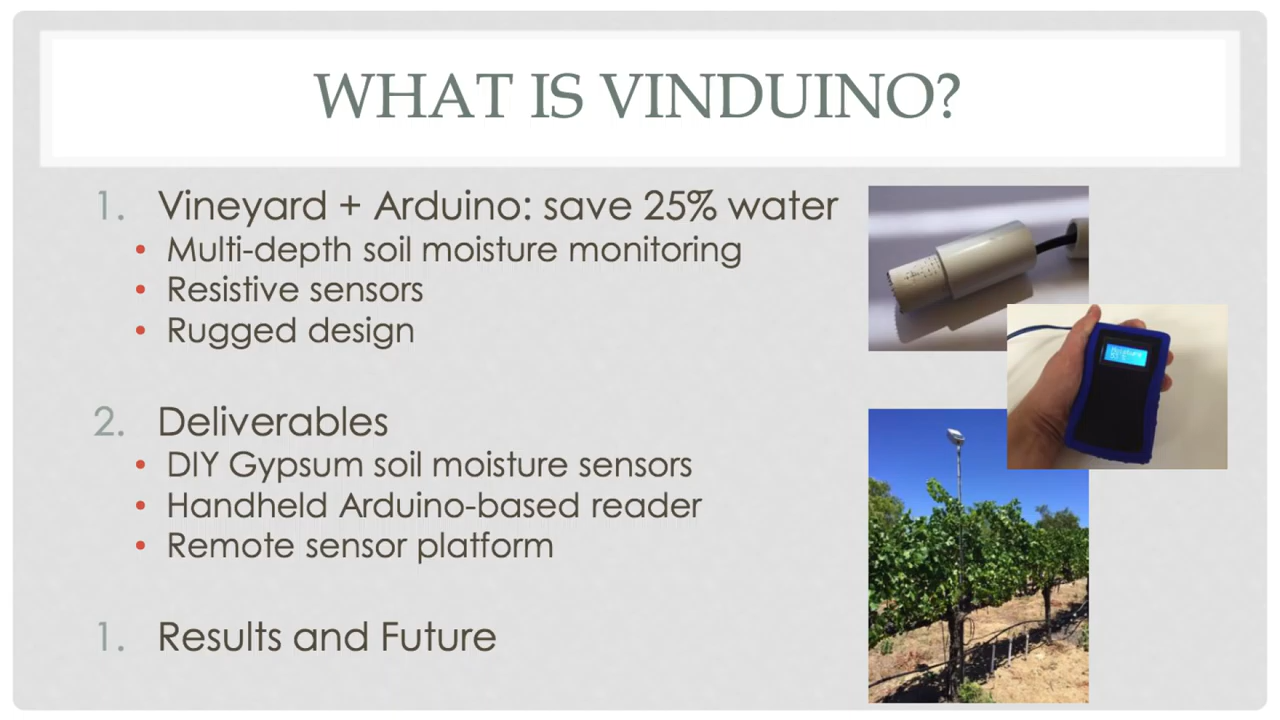 WHAT IS VINDUINO?
1. Vineyard + Arduino: save 25% water
• Multi-depth soil moisture monitoring
• Resistive sensors
• Rugged design
2. Deliverables
• DIY Gypsum soil moisture sensors
• Handheld Arduino-based reader
• Remote sensor platform
1. Results and Future
Moisture